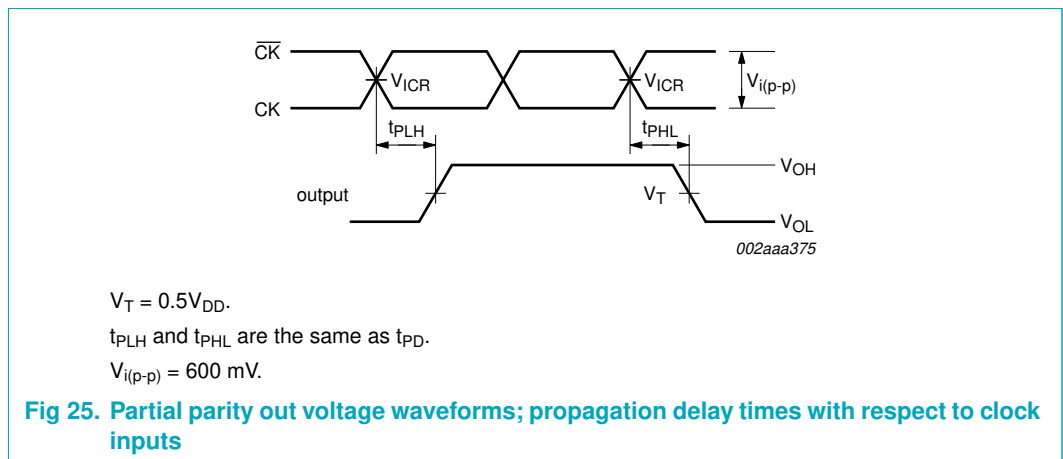 C̅K̅
V_ICR V_ICR V_i(p-p)
CK
t_PLH t_PHL
V_OH
output V_T
V_OL
002aaa375
V_T = 0.5V_DD.
t_PLH and t_PHL are the same as t_PD.
V_i(p-p) = 600 mV.
Fig 25. Partial parity out voltage waveforms; propagation delay times with respect to clock
inputs